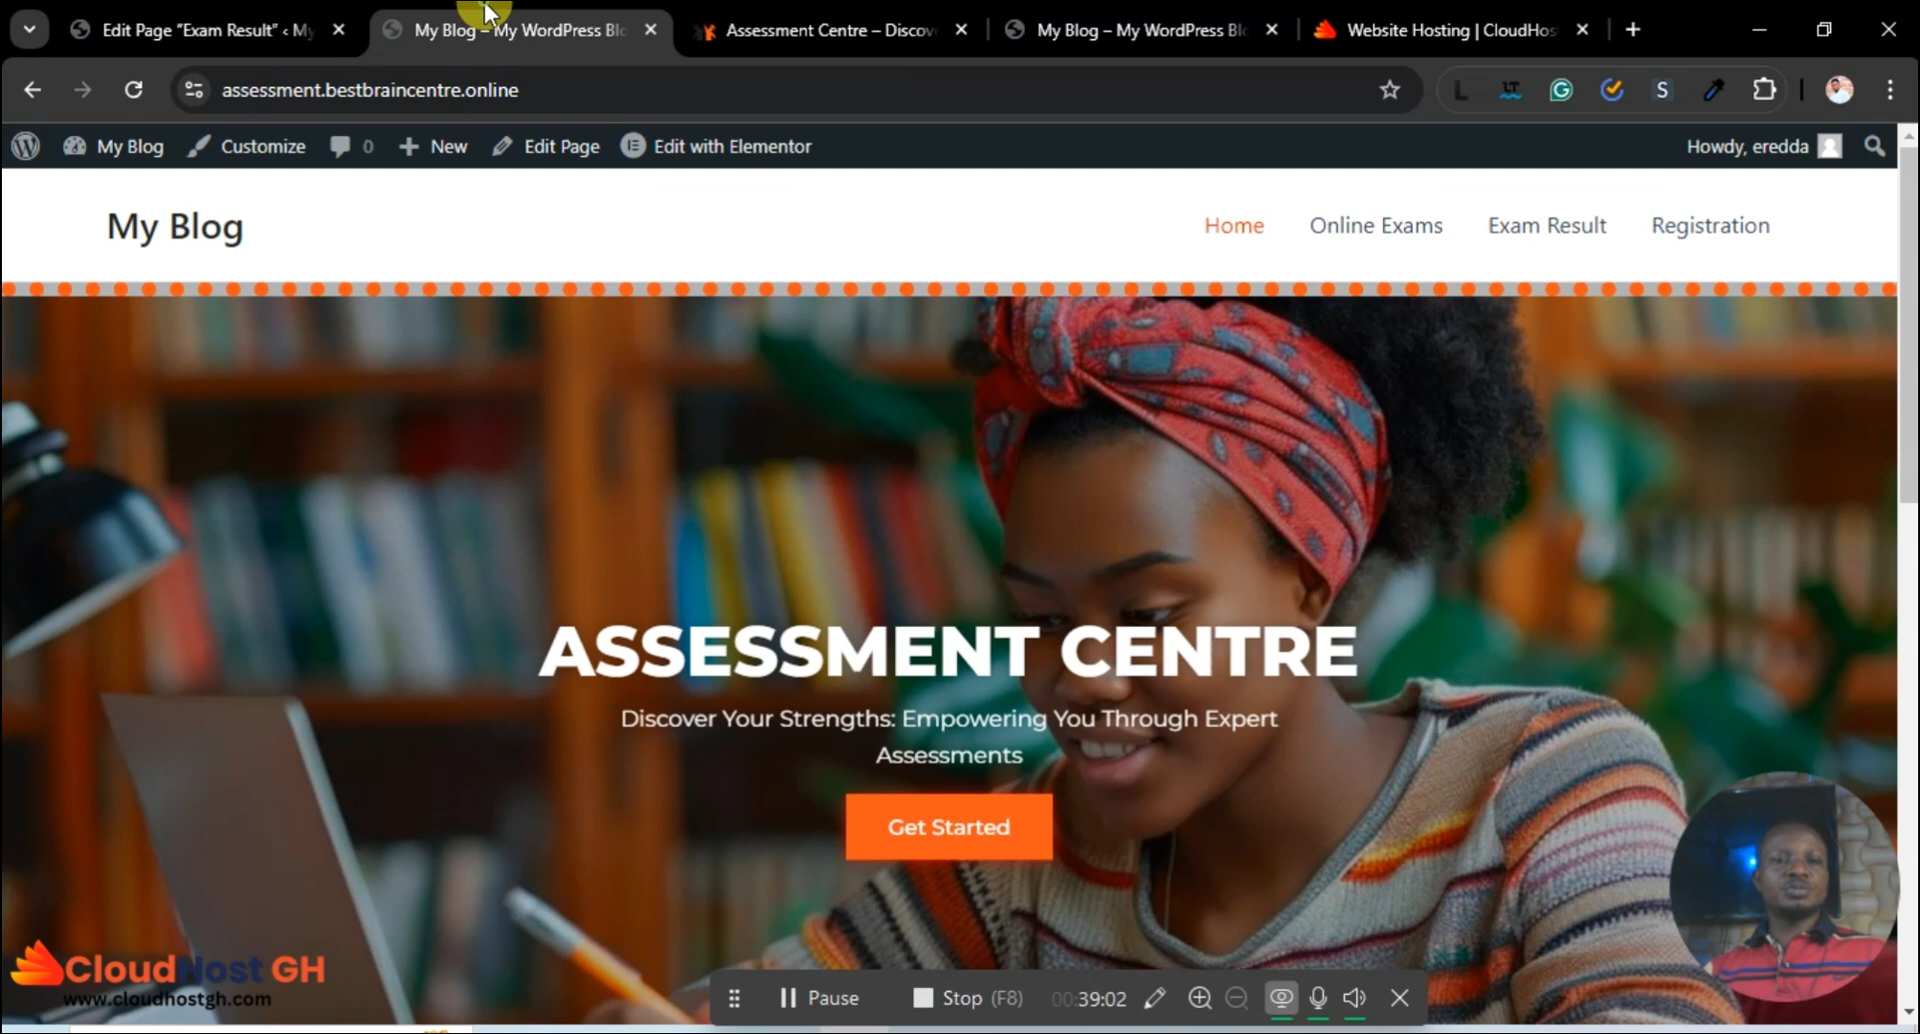 Edit Page “Exam Result” ‹ My
My Blog – My WordPress Blo
Assessment Centre – Discov
My Blog – My WordPress Blo
Website Hosting | CloudHos
assessment.bestbraincentre.online
My Blog
Customize
0
New
Edit Page
Edit with Elementor
Howdy, eredda
My Blog
Home
Online Exams
Exam Result
Registration
ASSESSMENT CENTRE
Discover Your Strengths: Empowering You Through Expert
Assessments
Get Started
CloudHost GH
www.cloudhostgh.com
Pause
Stop (F8)
00:39:02